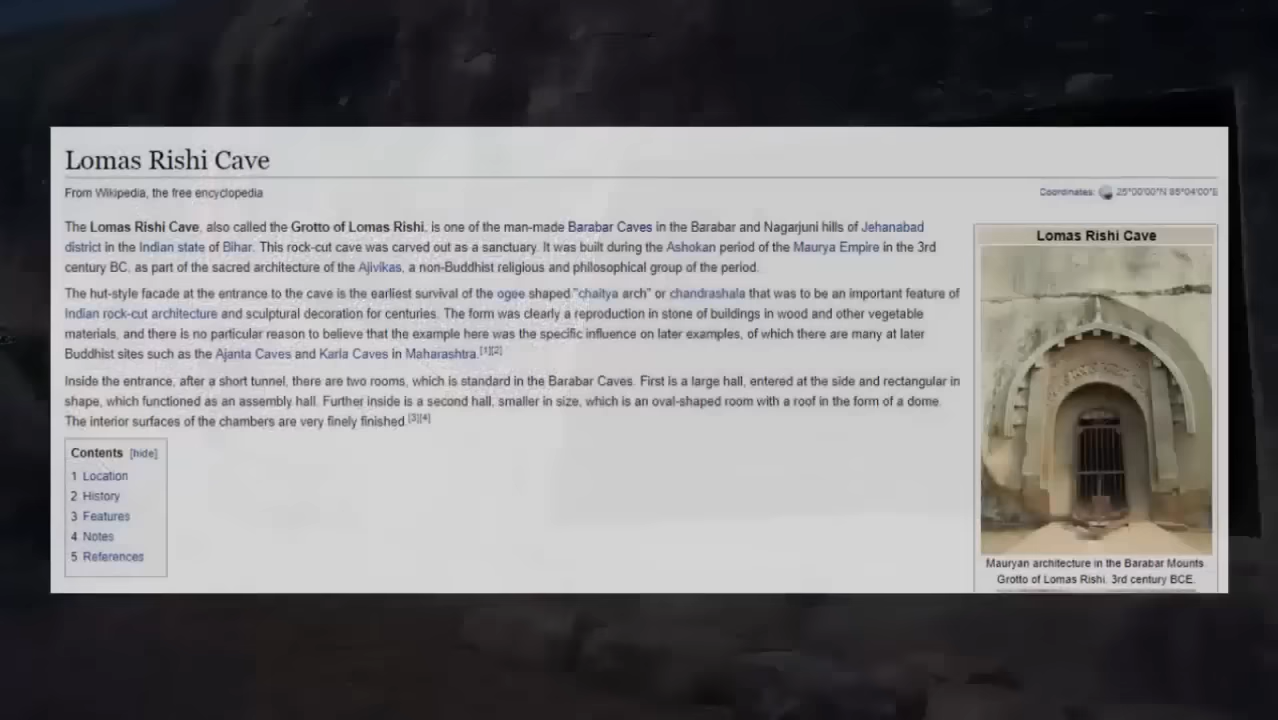 Lomas Rishi Cave
From Wikipedia, the free encyclopedia
Coordinates: 25°00'00"N 85°04'00"E
The Lomas Rishi Cave, also called the Grotto of Lomas Rishi, is one of the man-made Barabar Caves in the Barabar and Nagarjuni hills of Jehanabad
district in the Indian state of Bihar. This rock-cut cave was carved out as a sanctuary. It was built during the Ashokan period of the Maurya Empire in the 3rd
century BC, as part of the sacred architecture of the Ajivikas, a non-Buddhist religious and philosophical group of the period.
The hut-style facade at the entrance to the cave is the earliest survival of the ogee shaped "chaitya arch" or chandrashala that was to be an important feature of
Indian rock-cut architecture and sculptural decoration for centuries. The form was clearly a reproduction in stone of buildings in wood and other vegetable
materials, and there is no particular reason to believe that the example here was the specific influence on later examples, of which there are many at later
Buddhist sites such as the Ajanta Caves and Karla Caves in Maharashtra.[1][2]
Inside the entrance, after a short tunnel, there are two rooms, which is standard in the Barabar Caves. First is a large hall, entered at the side and rectangular in
shape, which functioned as an assembly hall. Further inside is a second hall, smaller in size, which is an oval-shaped room with a roof in the form of a dome.
The interior surfaces of the chambers are very finely finished.[3][4]
Contents [hide]
1 Location
2 History
3 Features
4 Notes
5 References
Lomas Rishi Cave
Mauryan architecture in the Barabar Mounts.
Grotto of Lomas Rishi. 3rd century BCE.